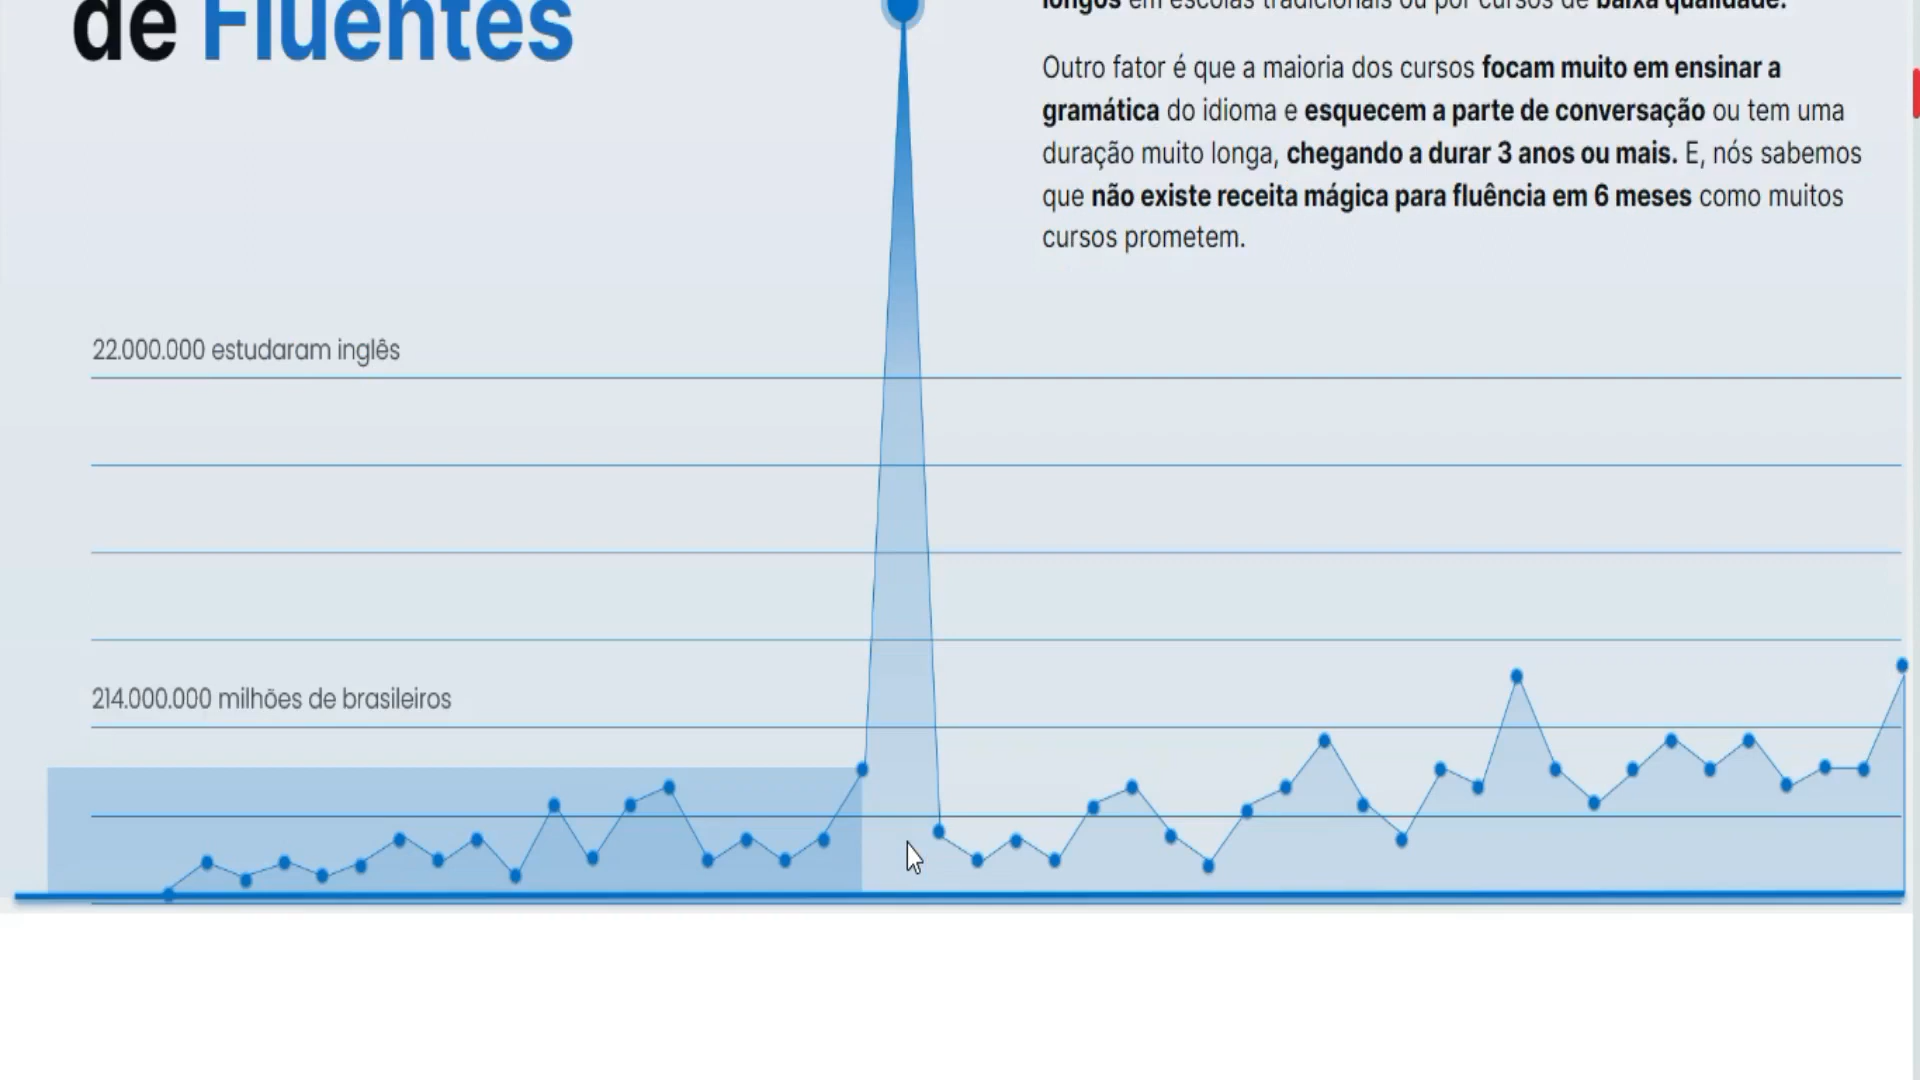 de Fluentes
longos em escolas tradicionais ou por cursos de baixa qualidade.
Outro fator é que a maioria dos cursos focam muito em ensinar a
gramática do idioma e esquecem a parte de conversação ou tem uma
duração muito longa, chegando a durar 3 anos ou mais. E, nós sabemos
que não existe receita mágica para fluência em 6 meses como muitos
cursos prometem.
22.000.000 estudaram inglês
214.000.000 milhões de brasileiros